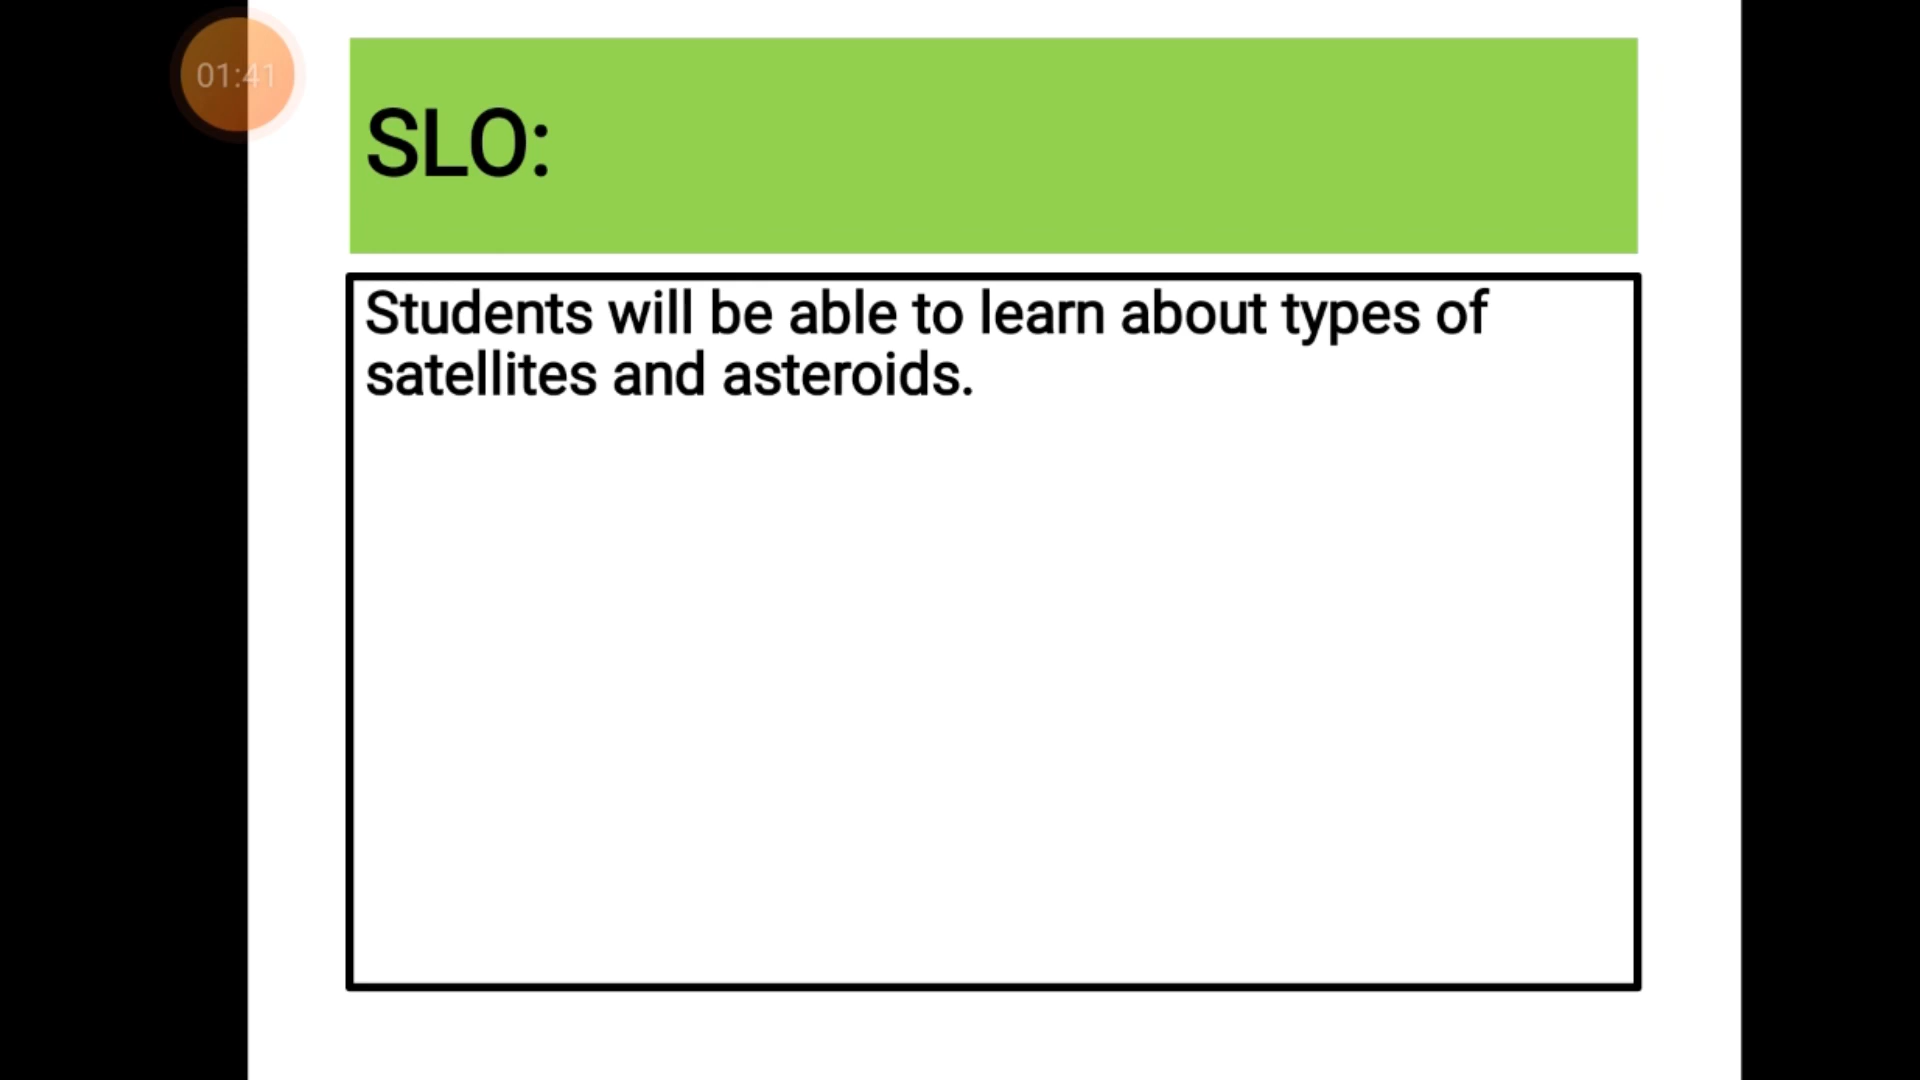 01:41
SLO:
Students will be able to learn about types of
satellites and asteroids.